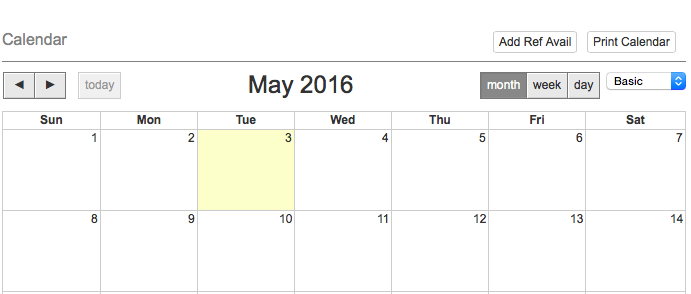 Calendar
Add Ref Avail Print Calendar
◄ ► today May 2016 month week day Basic
Sun Mon Tue Wed Thu Fri Sat
1 2 3 4 5 6 7
8 9 10 11 12 13 14